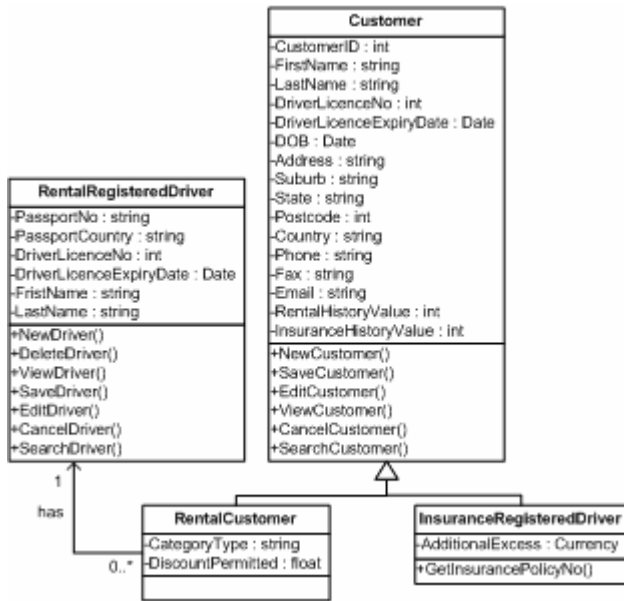 Customer
-CustomerID : int
-FirstName : string
-LastName : string
-DriverLicenceNo : int
-DriverLicenceExpiryDate : Date
-DOB : Date
-Address : string
-Suburb : string
-State : string
-Postcode : int
-Country : string
-Phone : string
-Fax : string
-Email : string
-RentalHistoryValue : int
-InsuranceHistoryValue : int
+NewCustomer()
+SaveCustomer()
+EditCustomer()
+ViewCustomer()
+CancelCustomer()
+SearchCustomer()
RentalRegisteredDriver
-PassportNo : string
-PassportCountry : string
-DriverLicenceNo : int
-DriverLicenceExpiryDate : Date
-FristName : string
-LastName : string
+NewDriver()
+DeleteDriver()
+ViewDriver()
+SaveDriver()
+EditDriver()
+CancelDriver()
+SearchDriver()
1
has
0..*
RentalCustomer
-CategoryType : string
-DiscountPermitted : float
InsuranceRegisteredDriver
-AdditionalExcess : Currency
+GetInsurancePolicyNo()